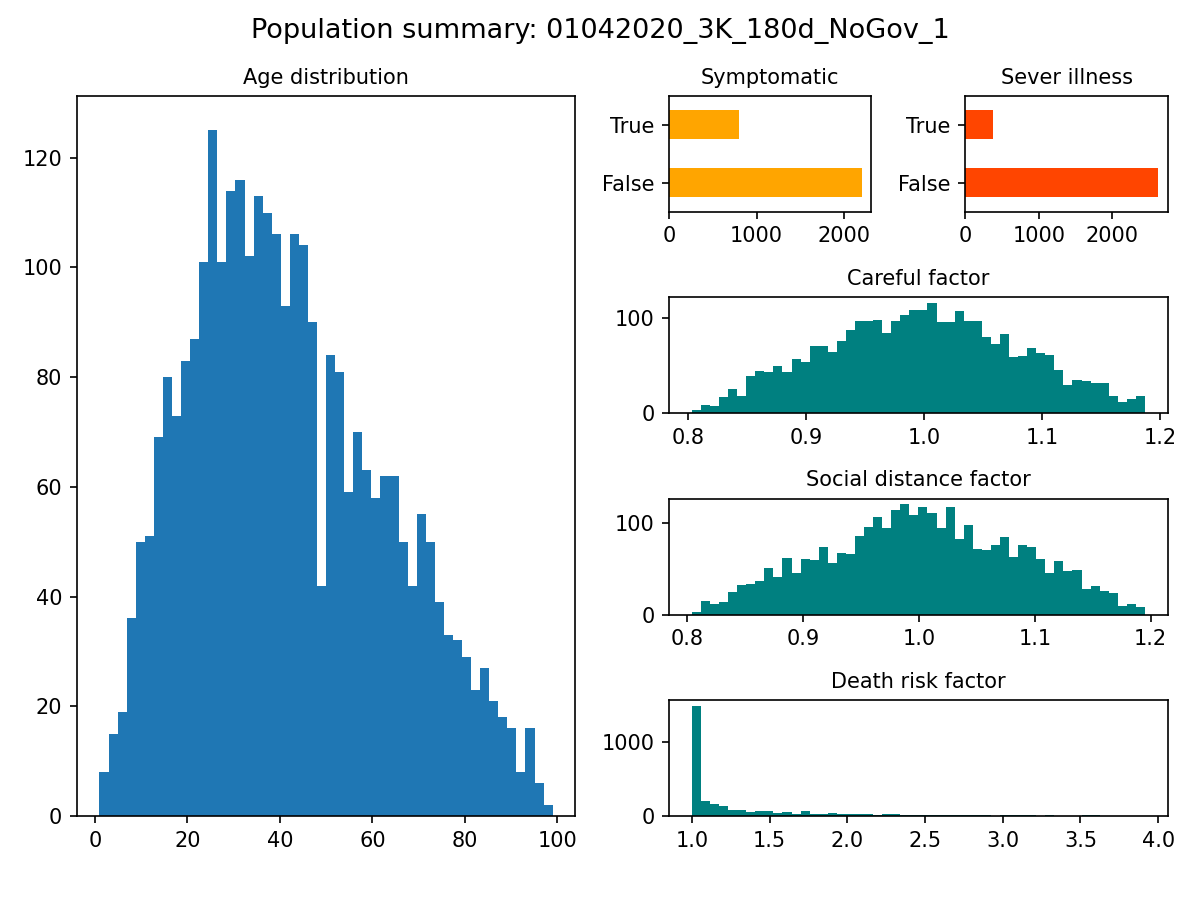 Population summary: 01042020_3K_180d_NoGov_1
Age distribution
120
100
80
60
40
20
0
0 20 40 60 80 100
Symptomatic
True
False
0 1000 2000
Sever illness
True
False
0 1000 2000
Careful factor
100
0
0.8 0.9 1.0 1.1 1.2
Social distance factor
100
0
0.8 0.9 1.0 1.1 1.2
Death risk factor
1000
0
1.0 1.5 2.0 2.5 3.0 3.5 4.0